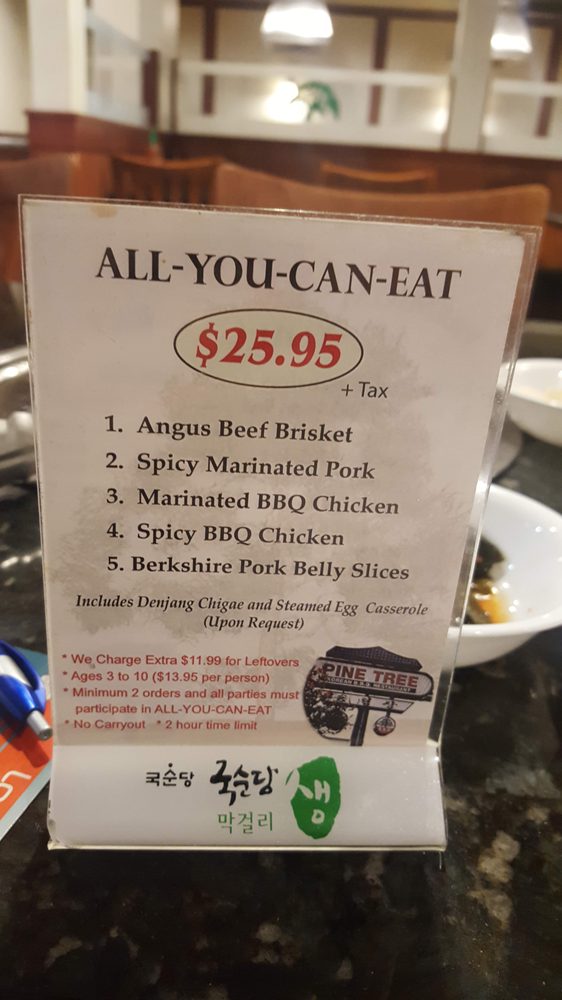 ALL-YOU-CAN-EAT
$25.95
+ Tax
1. Angus Beef Brisket
2. Spicy Marinated Pork
3. Marinated BBQ Chicken
4. Spicy BBQ Chicken
5. Berkshire Pork Belly Slices
Includes Denjang Chigae and Steamed Egg Casserole
(Upon Request)
* We Charge Extra $11.99 for Leftovers
* Ages 3 to 10 ($13.95 per person)
* Minimum 2 orders and all parties must
participate in ALL-YOU-CAN-EAT
* No Carryout * 2 hour time limit
PINE TREE
KOREAN B.B.Q. RESTAURANT
국순당 국순당 생
막걸리